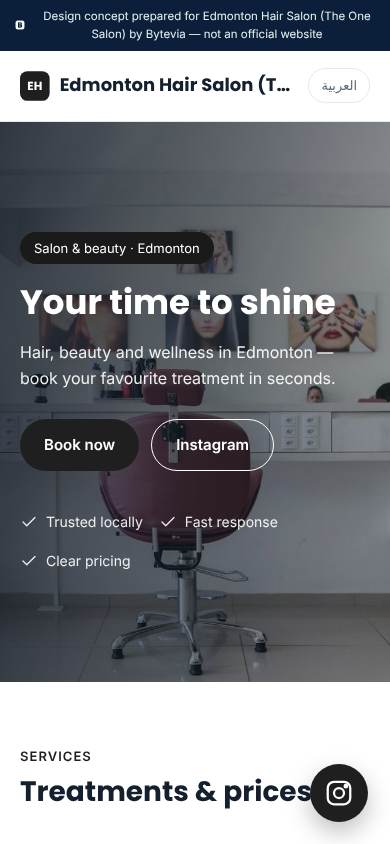 Design concept prepared for Edmonton Hair Salon (The One
Salon) by Bytevia — not an official website
EH
Edmonton Hair Salon (T...
العربية
Salon & beauty · Edmonton
Your time to shine
Hair, beauty and wellness in Edmonton —
book your favourite treatment in seconds.
Book now
Instagram
Trusted locally
Fast response
Clear pricing
SERVICES
Treatments & prices